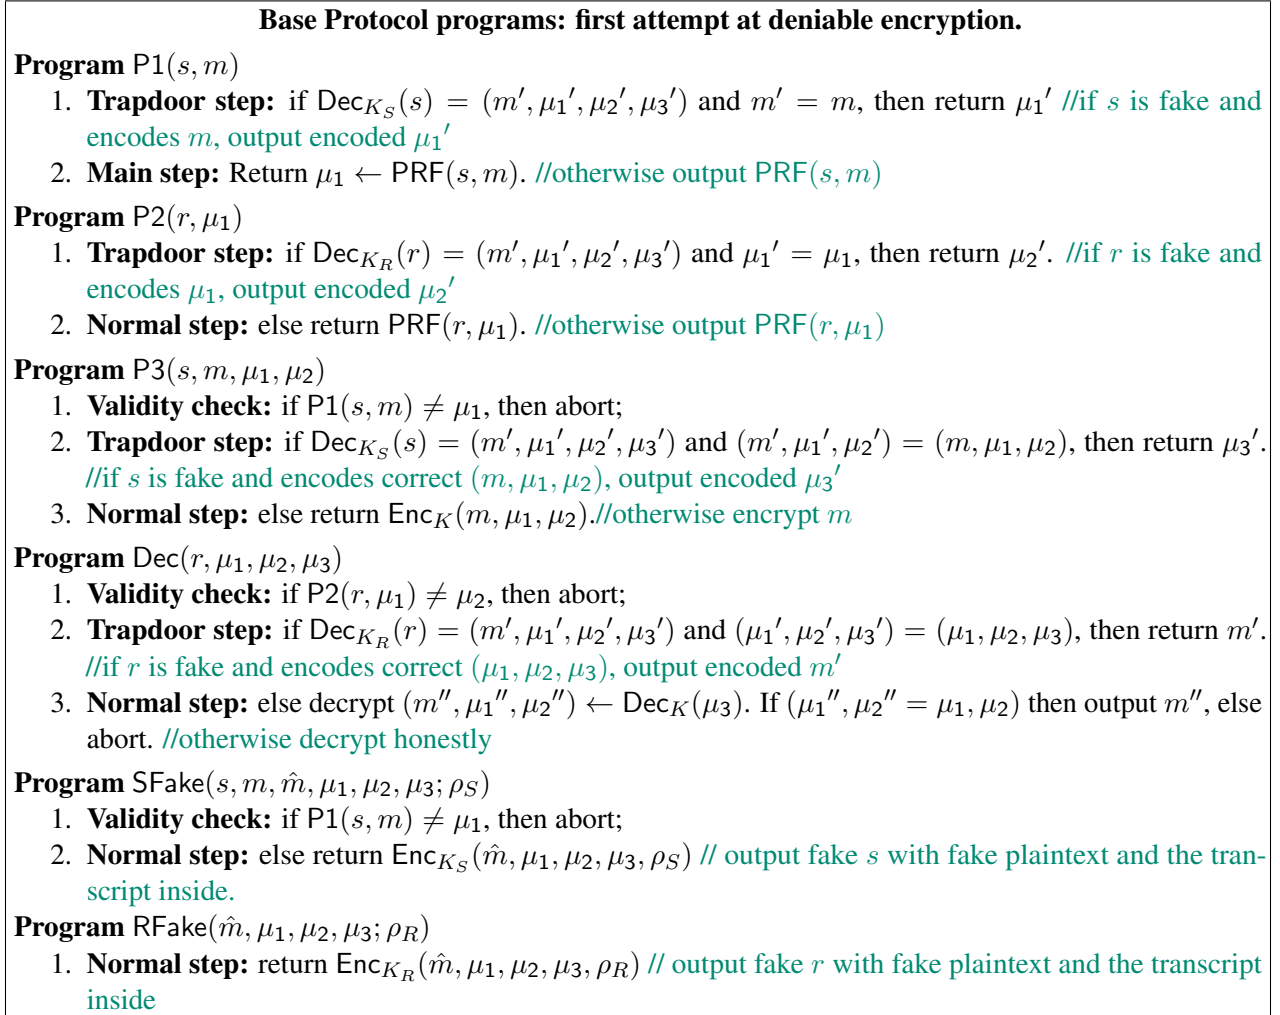 Base Protocol programs: first attempt at deniable encryption.
Program P1(s, m)
1. Trapdoor step: if Dec_{K_S}(s) = (m′, μ₁′, μ₂′, μ₃′) and m′ = m, then return μ₁′ //if s is fake and
encodes m, output encoded μ₁′
2. Main step: Return μ₁ ← PRF(s, m). //otherwise output PRF(s, m)
Program P2(r, μ₁)
1. Trapdoor step: if Dec_{K_R}(r) = (m′, μ₁′, μ₂′, μ₃′) and μ₁′ = μ₁, then return μ₂′. //if r is fake and
encodes μ₁, output encoded μ₂′
2. Normal step: else return PRF(r, μ₁). //otherwise output PRF(r, μ₁)
Program P3(s, m, μ₁, μ₂)
1. Validity check: if P1(s, m) ≠ μ₁, then abort;
2. Trapdoor step: if Dec_{K_S}(s) = (m′, μ₁′, μ₂′, μ₃′) and (m′, μ₁′, μ₂′) = (m, μ₁, μ₂), then return μ₃′.
//if s is fake and encodes correct (m, μ₁, μ₂), output encoded μ₃′
3. Normal step: else return Enc_K(m, μ₁, μ₂).//otherwise encrypt m
Program Dec(r, μ₁, μ₂, μ₃)
1. Validity check: if P2(r, μ₁) ≠ μ₂, then abort;
2. Trapdoor step: if Dec_{K_R}(r) = (m′, μ₁′, μ₂′, μ₃′) and (μ₁′, μ₂′, μ₃′) = (μ₁, μ₂, μ₃), then return m′.
//if r is fake and encodes correct (μ₁, μ₂, μ₃), output encoded m′
3. Normal step: else decrypt (m″, μ₁″, μ₂″) ← Dec_K(μ₃). If (μ₁″, μ₂″ = μ₁, μ₂) then output m″, else
abort. //otherwise decrypt honestly
Program SFake(s, m, m̂, μ₁, μ₂, μ₃; ρ_S)
1. Validity check: if P1(s, m) ≠ μ₁, then abort;
2. Normal step: else return Enc_{K_S}(m̂, μ₁, μ₂, μ₃, ρ_S) // output fake s with fake plaintext and the tran-
script inside.
Program RFake(m̂, μ₁, μ₂, μ₃; ρ_R)
1. Normal step: return Enc_{K_R}(m̂, μ₁, μ₂, μ₃, ρ_R) // output fake r with fake plaintext and the transcript
inside